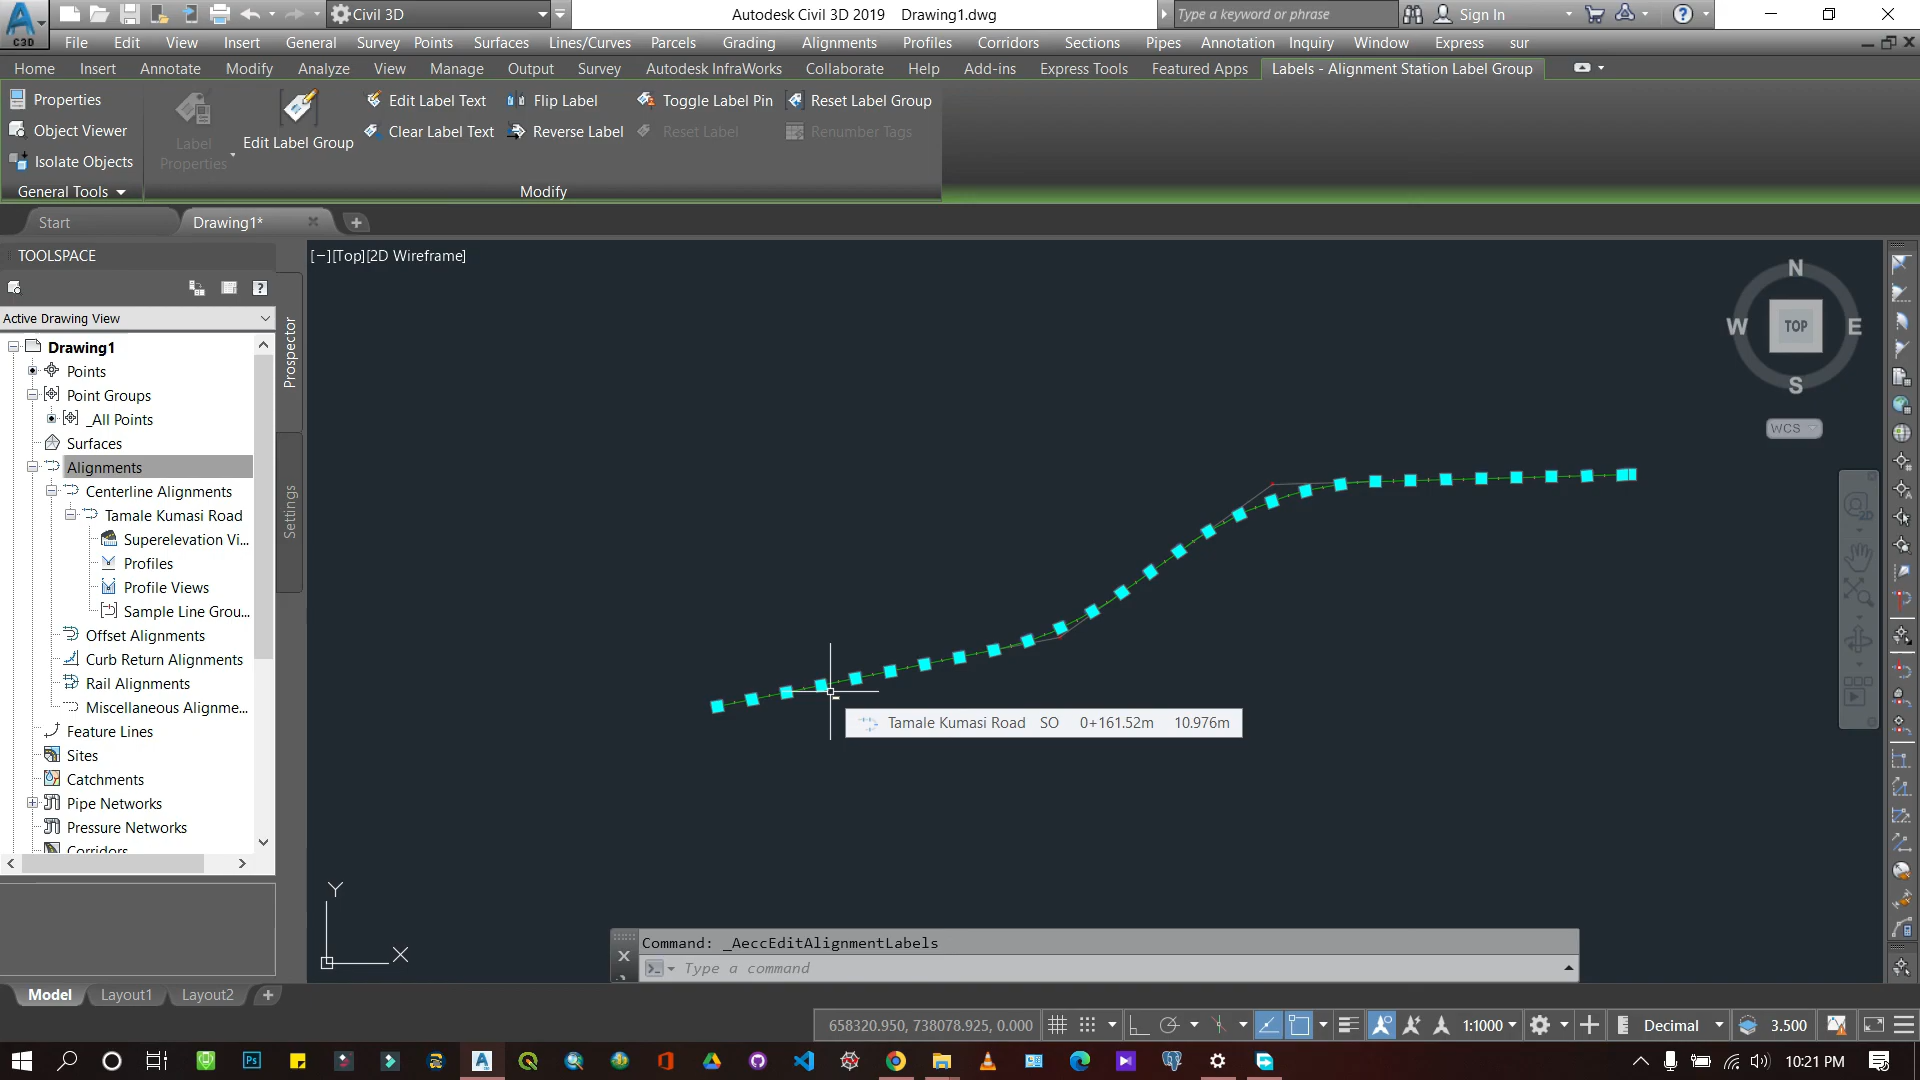 Civil 3D
Autodesk Civil 3D 2019 Drawing1.dwg
Type a keyword or phrase
Sign In
C3D
File Edit View Insert General Survey Points Surfaces Lines/Curves Parcels Grading Alignments Profiles Corridors Sections Pipes Annotation Inquiry Window Express sur
Home Insert Annotate Modify Analyze View Manage Output Survey Autodesk InfraWorks Collaborate Help Add-ins Express Tools Featured Apps Labels - Alignment Station Label Group
Properties
Object Viewer
Isolate Objects
General Tools
Label Properties
Edit Label Group
Edit Label Text
Clear Label Text
Flip Label
Reverse Label
Toggle Label Pin
Reset Label
Reset Label Group
Renumber Tags
Modify
Start
Drawing1*
TOOLSPACE
Active Drawing View
Prospector
Settings
Drawing1
Points
Point Groups
_All Points
Surfaces
Alignments
Centerline Alignments
Tamale Kumasi Road
Superelevation Vi...
Profiles
Profile Views
Sample Line Grou...
Offset Alignments
Curb Return Alignments
Rail Alignments
Miscellaneous Alignme...
Feature Lines
Sites
Catchments
Pipe Networks
Pressure Networks
Corridors
[−][Top][2D Wireframe]
N
W
TOP
E
S
WCS
2D
Tamale Kumasi Road SO 0+161.52m 10.976m
Y
X
Command: _AeccEditAlignmentLabels
Type a command
Model Layout1 Layout2
658320.950, 738078.925, 0.000
1:1000
Decimal
3.500
Ps
10:21 PM